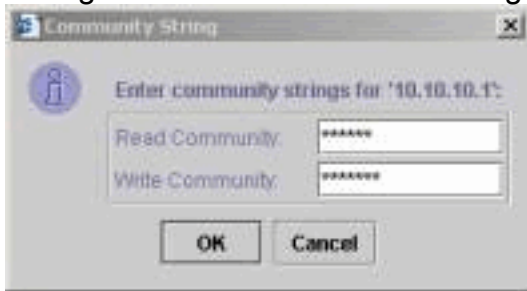 Community String
Enter community strings for '10.10.10.1':
Read Community: ******
Write Community: *******
OK Cancel